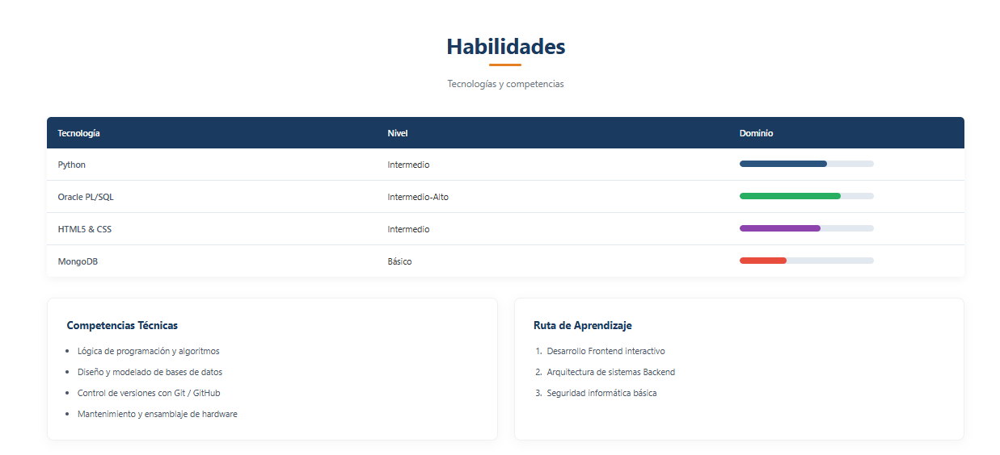 Habilidades
Tecnologías y competencias
Tecnología Nivel Dominio
Python Intermedio
Oracle PL/SQL Intermedio-Alto
HTML5 & CSS Intermedio
MongoDB Básico
Competencias Técnicas
• Lógica de programación y algoritmos
• Diseño y modelado de bases de datos
• Control de versiones con Git / GitHub
• Mantenimiento y ensamblaje de hardware
Ruta de Aprendizaje
1. Desarrollo Frontend interactivo
2. Arquitectura de sistemas Backend
3. Seguridad informática básica